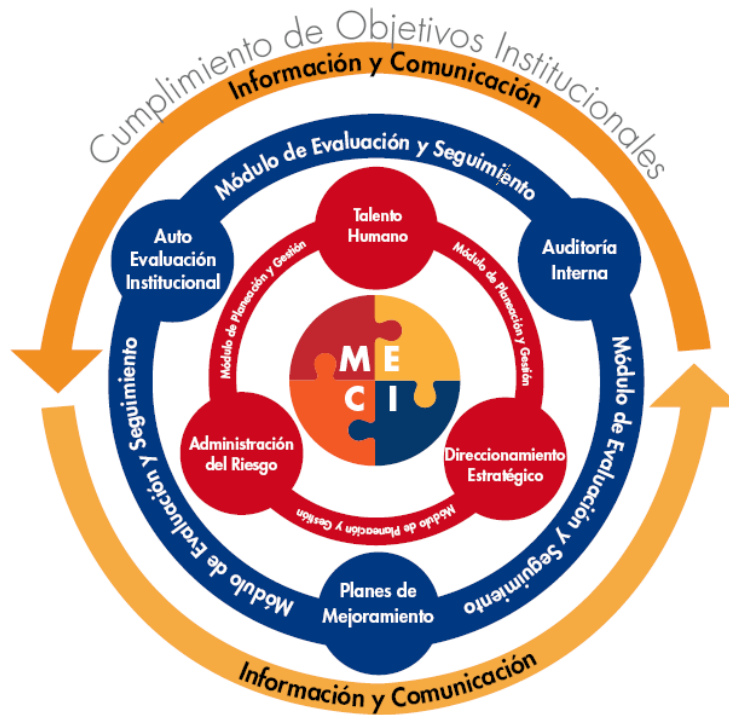 Cumplimiento de Objetivos Institucionales
Información y Comunicación
Módulo de Evaluación y Seguimiento
Talento
Humano
Auto
Evaluación
Institucional
Auditoría
Interna
Módulo de Planeación y Gestión
Módulo de Planeación y Gestión
M E
C I
Módulo de Evaluación y Seguimiento
Módulo de Evaluación y Seguimiento
Administración
del Riesgo
Direccionamiento
Estratégico
Módulo de Planeación y Gestión
Planes de
Mejoramiento
Información y Comunicación